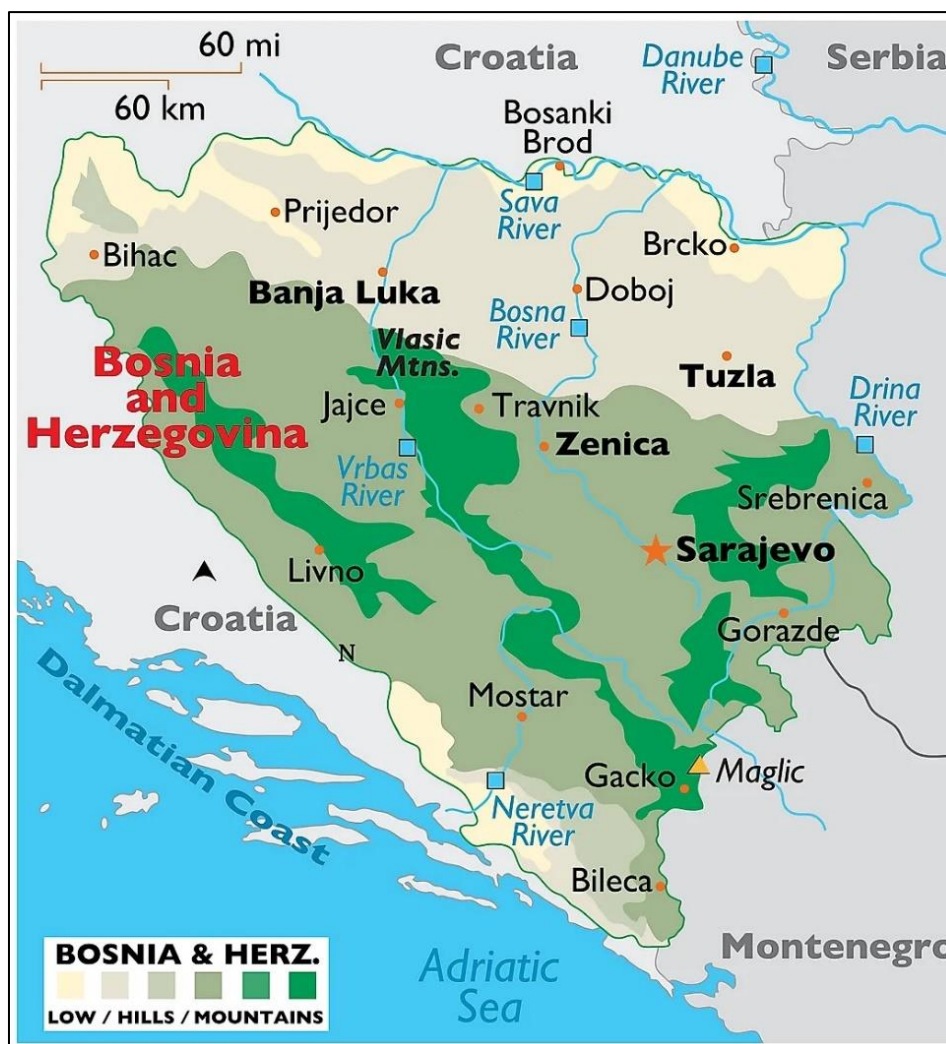 60 mi
60 km
Croatia
Danube
River
Serbia
Bosanki
Brod
Sava
River
Prijedor
Bihac
Brcko
Banja Luka
Doboj
Bosna
River
Vlasic
Mtns.
Tuzla
Bosnia
and
Herzegovina
Jajce
Travnik
Drina
River
Zenica
Vrbas
River
Srebrenica
Sarajevo
Livno
Croatia
Gorazde
N
Dalmatian Coast
Mostar
Gacko
Maglic
Neretva
River
Bileca
BOSNIA & HERZ.
LOW / HILLS / MOUNTAINS
Adriatic
Sea
Montenegro